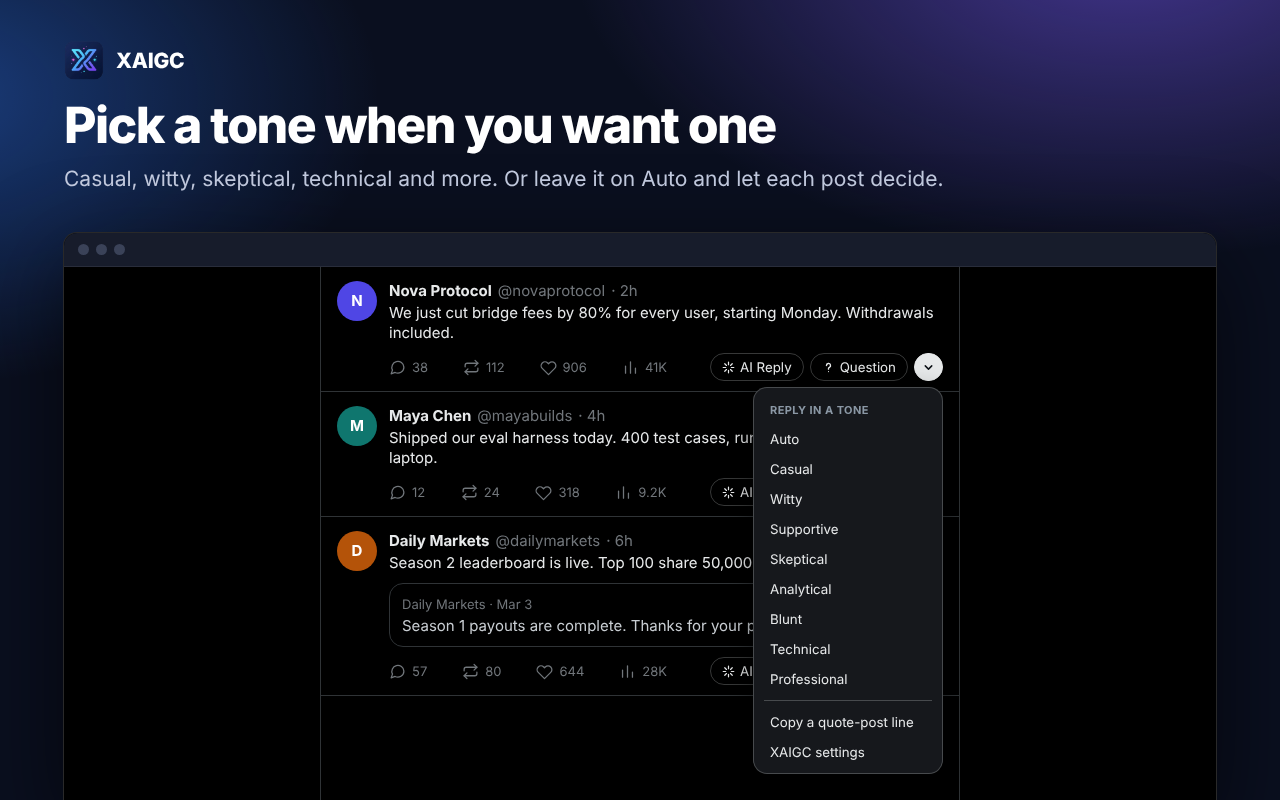 XAIGC
Pick a tone when you want one
Casual, witty, skeptical, technical and more. Or leave it on Auto and let each post decide.
N
Nova Protocol @novaprotocol · 2h
We just cut bridge fees by 80% for every user, starting Monday. Withdrawals
included.
38 112 906 41K AI Reply ? Question
M
Maya Chen @mayabuilds · 4h
Shipped our eval harness today. 400 test cases,
laptop.
12 24 318 9.2K AI
D
Daily Markets @dailymarkets · 6h
Season 2 leaderboard is live. Top 100 share 50,000
Daily Markets · Mar 3
Season 1 payouts are complete. Thanks for your
57 80 644 28K AI
REPLY IN A TONE
Auto
Casual
Witty
Supportive
Skeptical
Analytical
Blunt
Technical
Professional
Copy a quote-post line
XAIGC settings